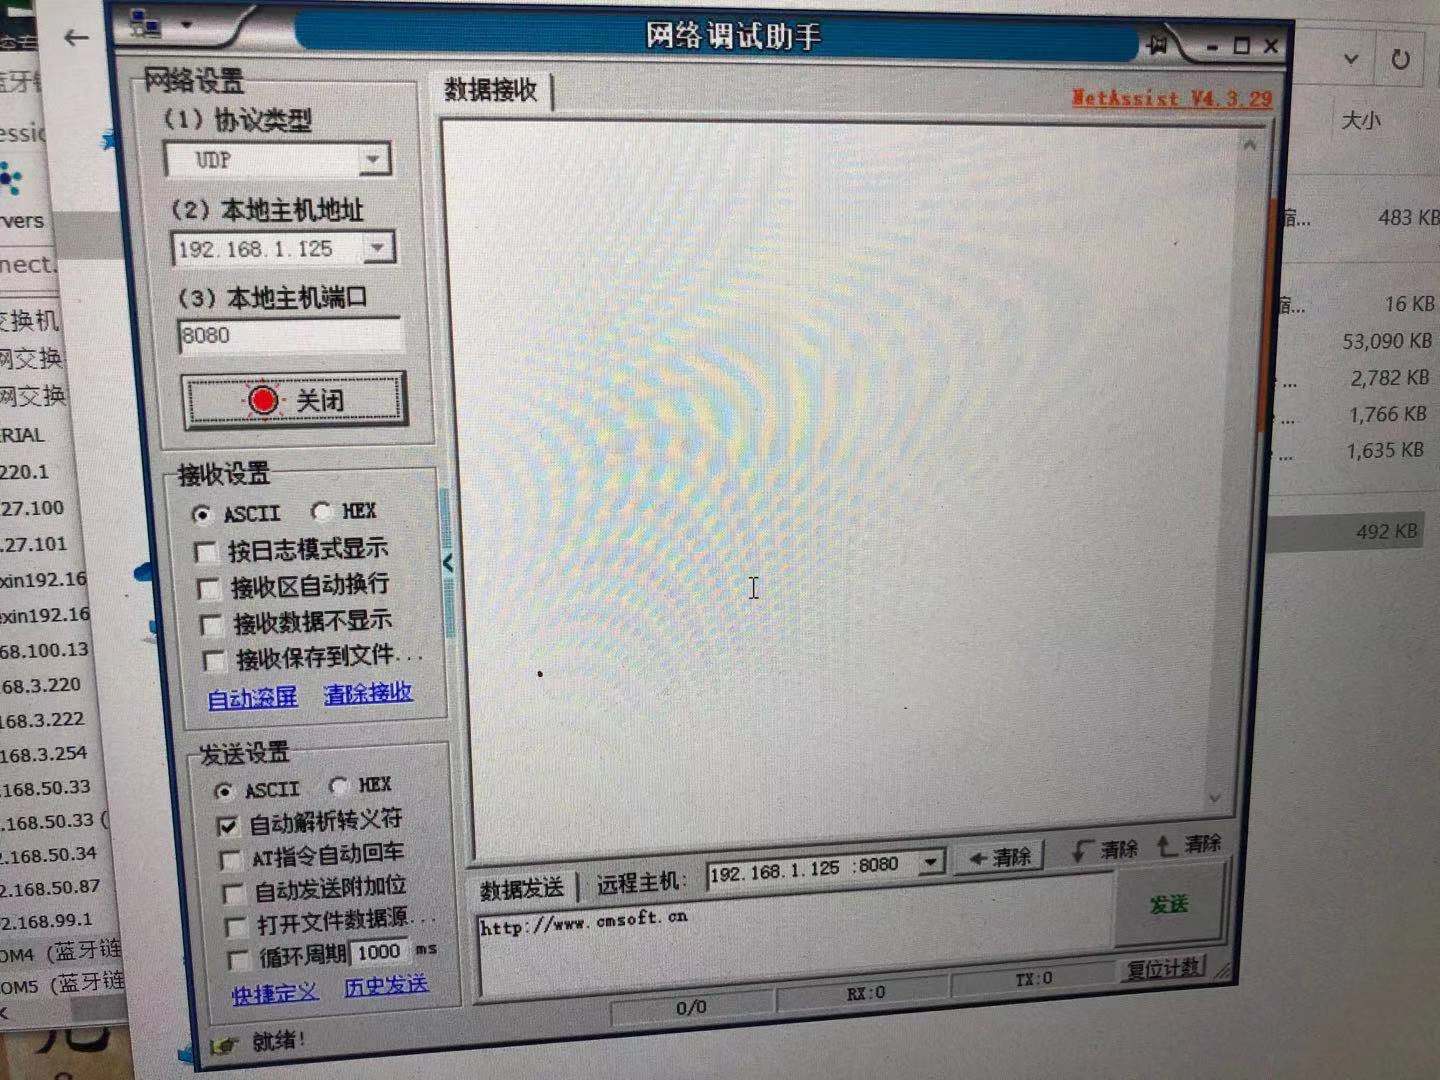 网络调试助手
网络设置
(1) 协议类型
UDP
(2) 本地主机地址
192.168.1.125
(3) 本地主机端口
8080
关闭
接收设置
ASCII HEX
按日志模式显示
接收区自动换行
接收数据不显示
接收保存到文件...
自动滚屏 清除接收
发送设置
ASCII HEX
自动解析转义符
AT指令自动回车
自动发送附加位
打开文件数据源...
循环周期 1000 ms
快捷定义 历史发送
就绪!
数据接收
NetAssist V4.3.29
数据发送
远程主机: 192.168.1.125 :8080
清除
清除
清除
http://www.cmsoft.cn
发送
0/0
RX:0
TX:0
复位计数
rvers
nect.
交换机
网交换
网交换
RIAL
220.1
27.100
.27.101
xin192.16
xin192.16
68.100.13
68.3.220
168.3.222
168.3.254
.168.50.33
.168.50.33 (
2.168.50.34
2.168.50.87
2.168.99.1
OM4 (蓝牙链
OM5 (蓝牙链
大小
483 KB
16 KB
53,090 KB
2,782 KB
1,766 KB
1,635 KB
492 KB